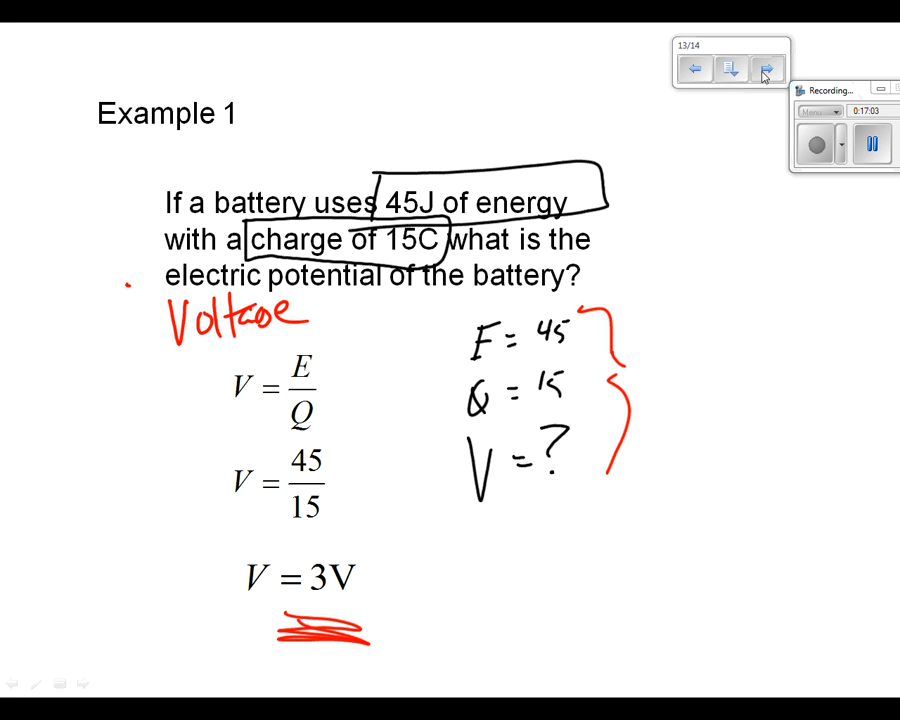 13/14
Recording...
Menu
0:17:03
Example 1
If a battery uses 45J of energy
with a charge of 15C what is the
electric potential of the battery?
Voltage
E = 45
Q = 15
V = ?
V = E/Q
V = 45/15
V = 3V